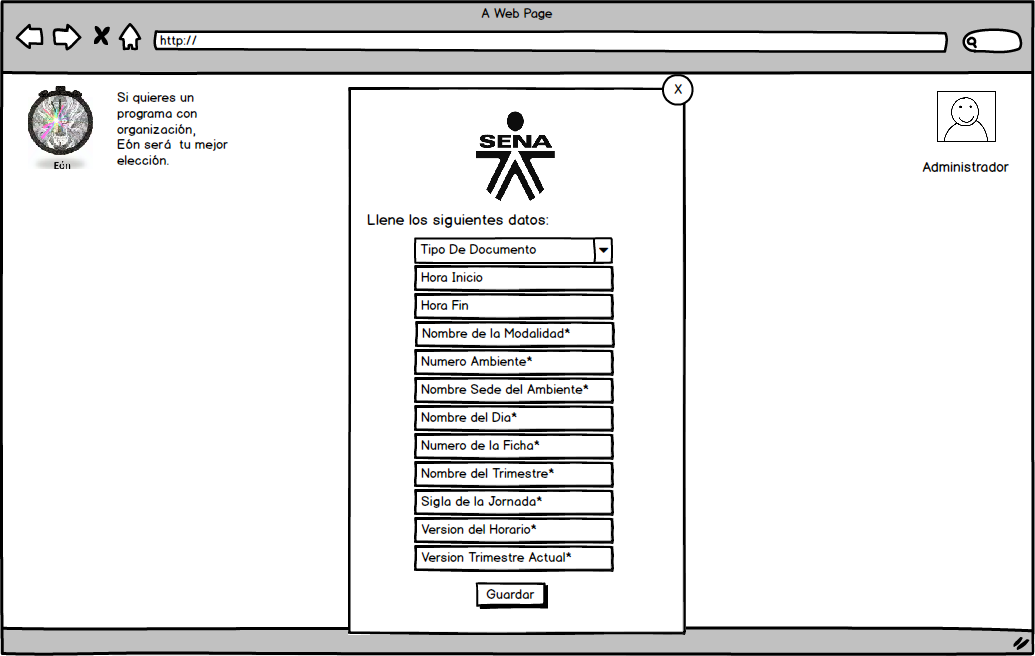 A Web Page
http://
Si quieres un
programa con
organización,
Eón será tu mejor
elección.
Eón
X
Administrador
SENA
Llene los siguientes datos:
Tipo De Documento
Hora Inicio
Hora Fin
Nombre de la Modalidad*
Numero Ambiente*
Nombre Sede del Ambiente*
Nombre del Dia*
Numero de la Ficha*
Nombre del Trimestre*
Sigla de la Jornada*
Version del Horario*
Version Trimestre Actual*
Guardar